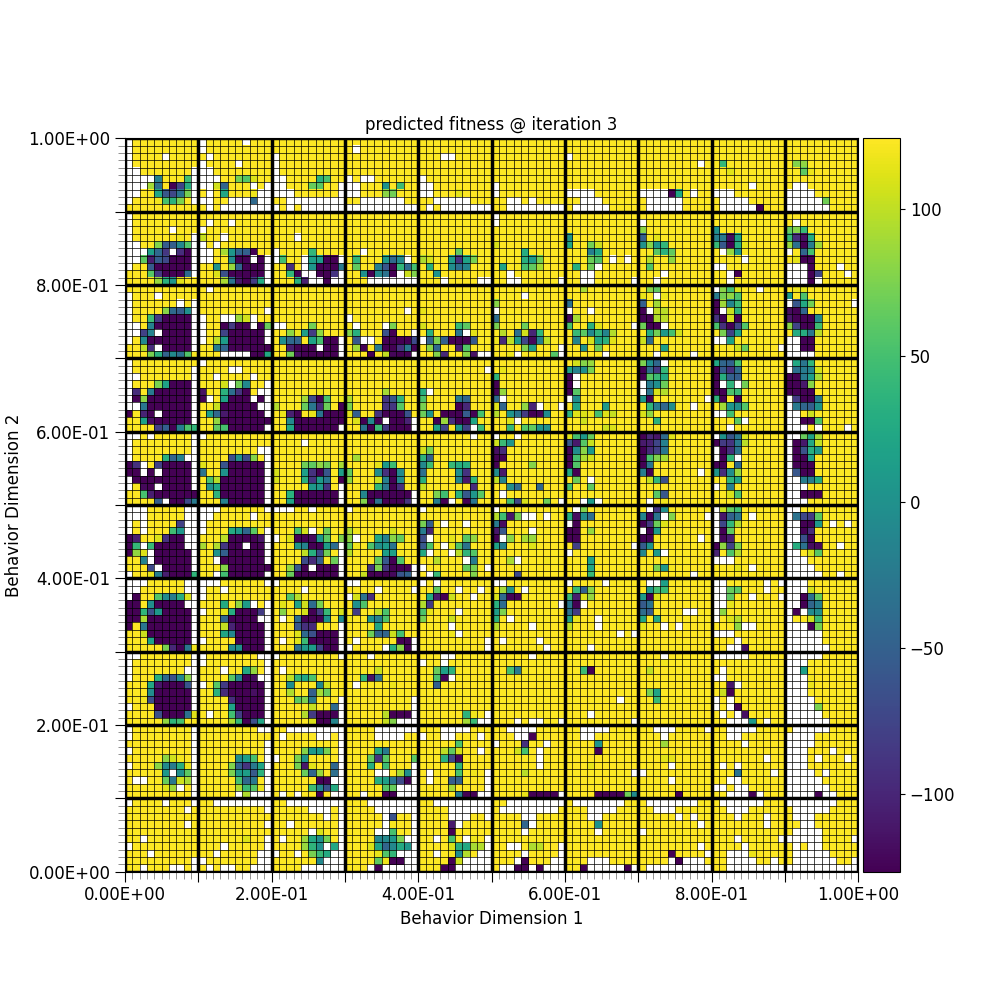 predicted fitness @ iteration 3
1.00E+00
8.00E-01
6.00E-01
4.00E-01
2.00E-01
0.00E+00
Behavior Dimension 2
0.00E+00 2.00E-01 4.00E-01 6.00E-01 8.00E-01 1.00E+00
Behavior Dimension 1
100
50
0
−50
−100